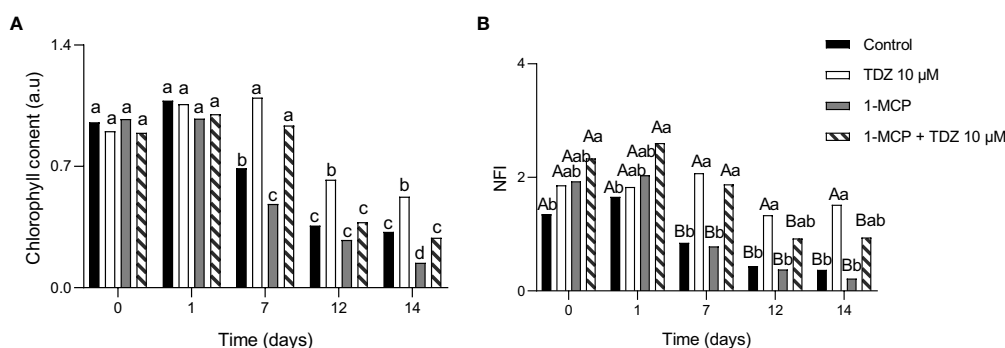 A
Chlorophyll conent (a.u)
1.4
0.7
0.0
a a a a
a a a a
b a c a
c b c c
c b d c
0 1 7 12 14
Time (days)
B
NFI
4
2
0
Ab Aab Aab Aa
Ab Aab Aab Aa
Bb Aa Bb Aa
Bb Aa Bb Bab
Bb Aa Bb Bab
0 1 7 12 14
Time (days)
Control
TDZ 10 µM
1-MCP
1-MCP + TDZ 10 µM